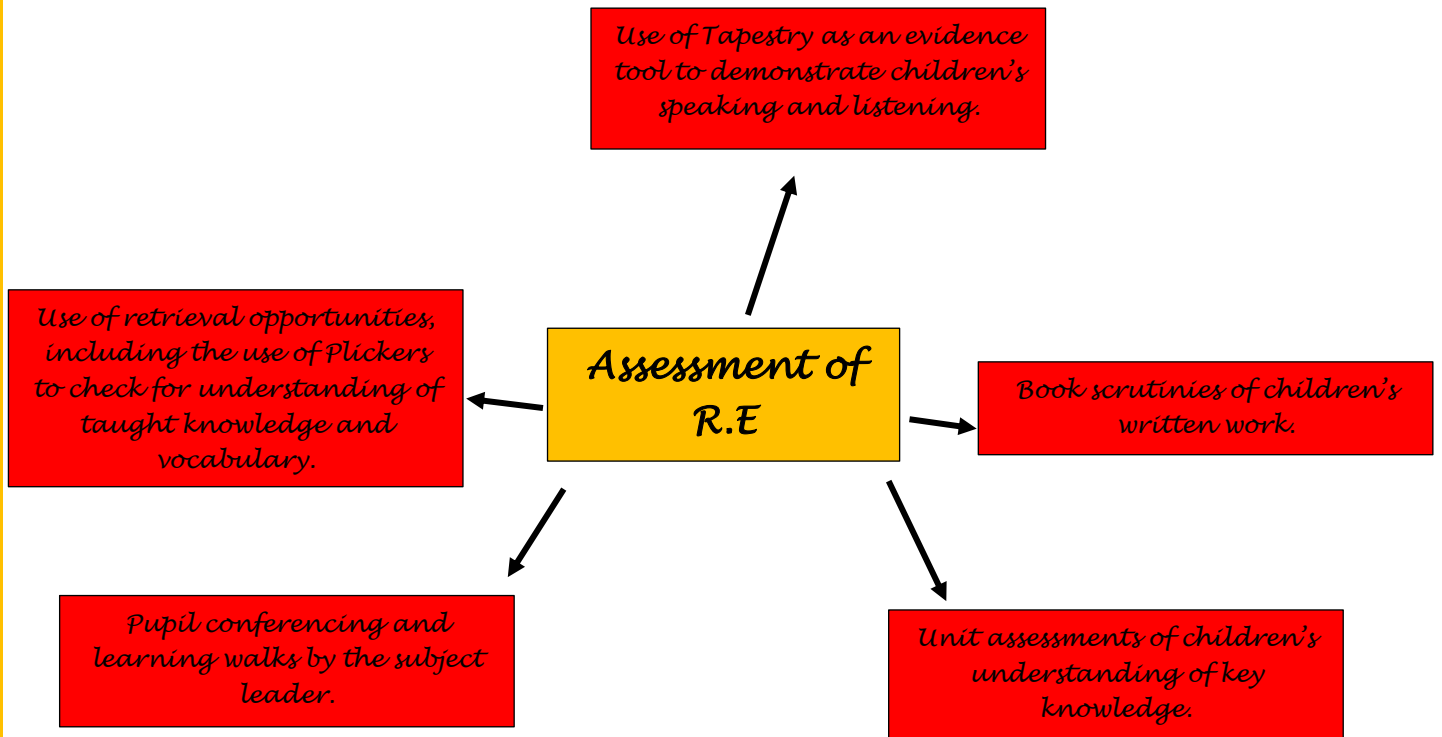 Use of Tapestry as an evidence
tool to demonstrate children's
speaking and listening.
Use of retrieval opportunities,
including the use of Plickers
to check for understanding of
taught knowledge and
vocabulary.
Assessment of
R.E
Book scrutinies of children's
written work.
Pupil conferencing and
learning walks by the subject
leader.
Unit assessments of children's
understanding of key
knowledge.